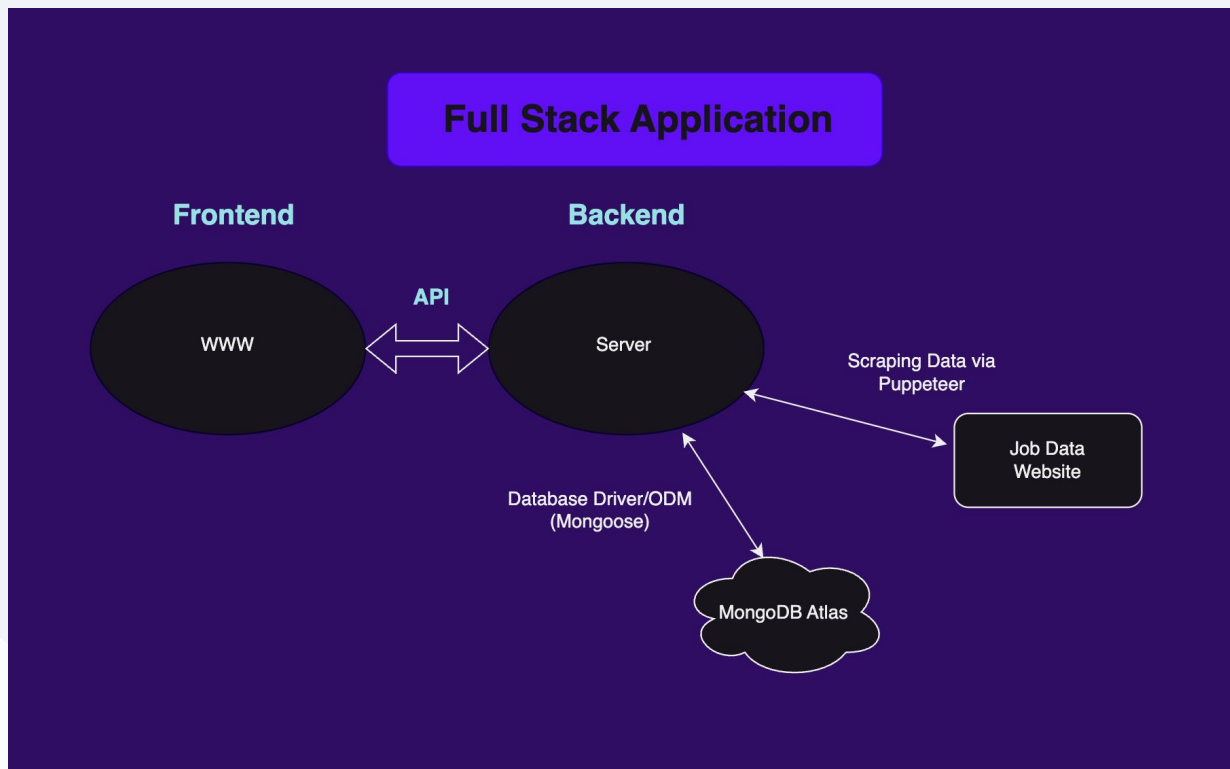 Full Stack Application
Frontend
Backend
API
WWW
Server
Scraping Data via
Puppeteer
Job Data
Website
Database Driver/ODM
(Mongoose)
MongoDB Atlas